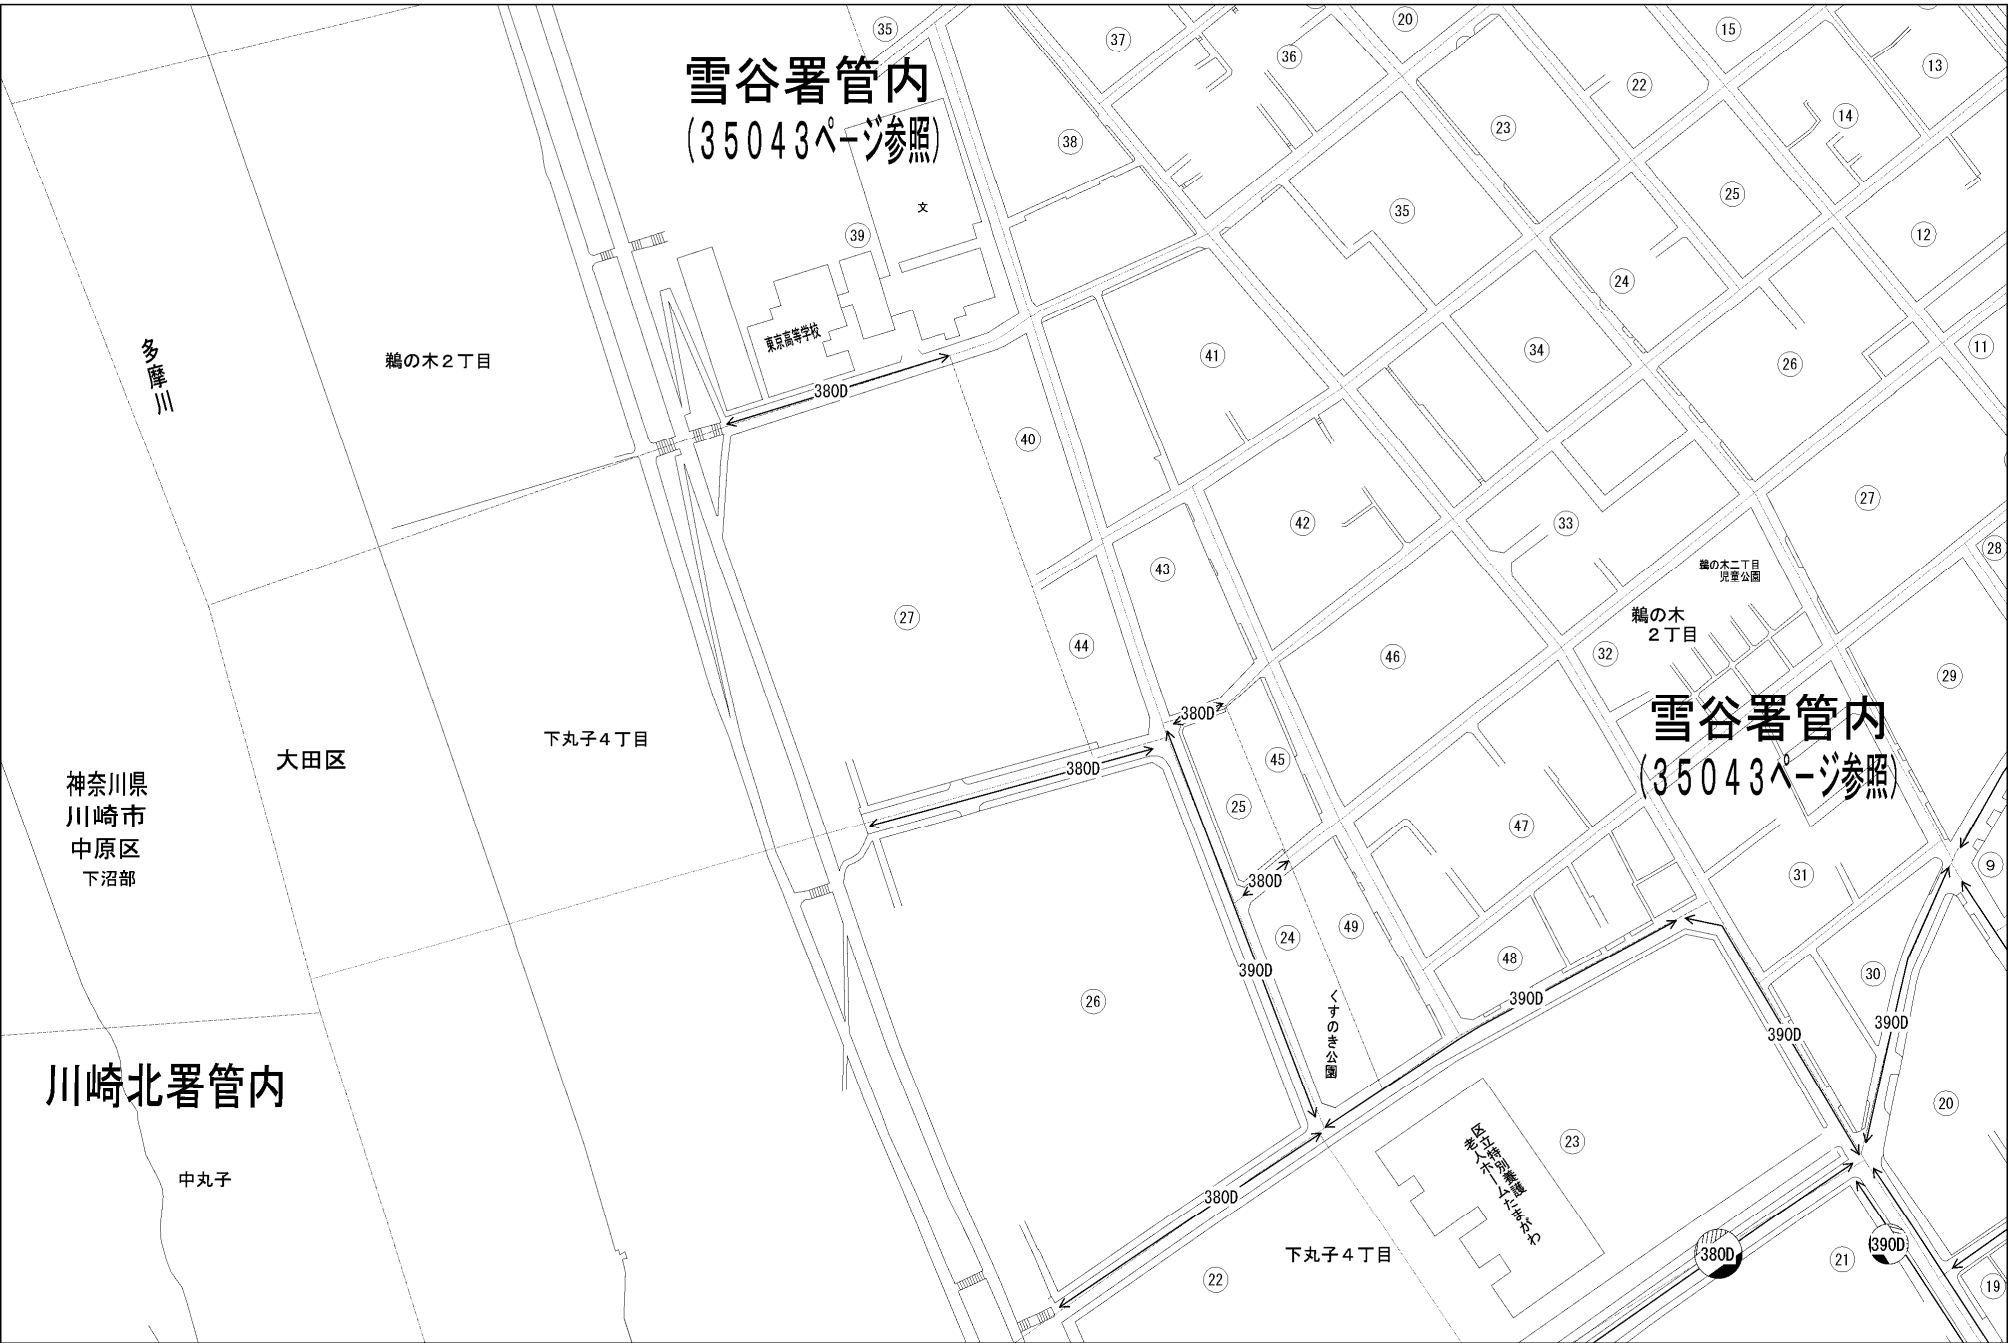 35
37
20
15
36
13
雪谷署管内
22
(35043ページ参照)
14
23
38
25
文
35
39
12
24
多摩川
東京高等学校
鵜の木2丁目
41
34
11
26
380D
40
42
27
33
43
28
鵜の木二丁目
児童公園
27
鵜の木
2丁目
44
46
32
29
380D
雪谷署管内
下丸子4丁目
大田区
380D
45
(35043ページ参照)
神奈川県
川崎市
中原区
下沼部
25
47
31
9
380D
24
49
48
30
390D
くすのき公園
390D
26
390D
390D
川崎北署管内
20
区立特別養護
老人ホームたまがわ
23
中丸子
380D
下丸子4丁目
380D
390D
21
22
19